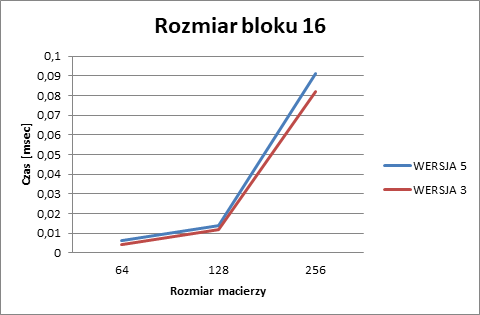 Rozmiar bloku 16
0,1
0,09
0,08
0,07
0,06
0,05
0,04
0,03
0,02
0,01
0
Czas [msec]
64 128 256
Rozmiar macierzy
WERSJA 5
WERSJA 3